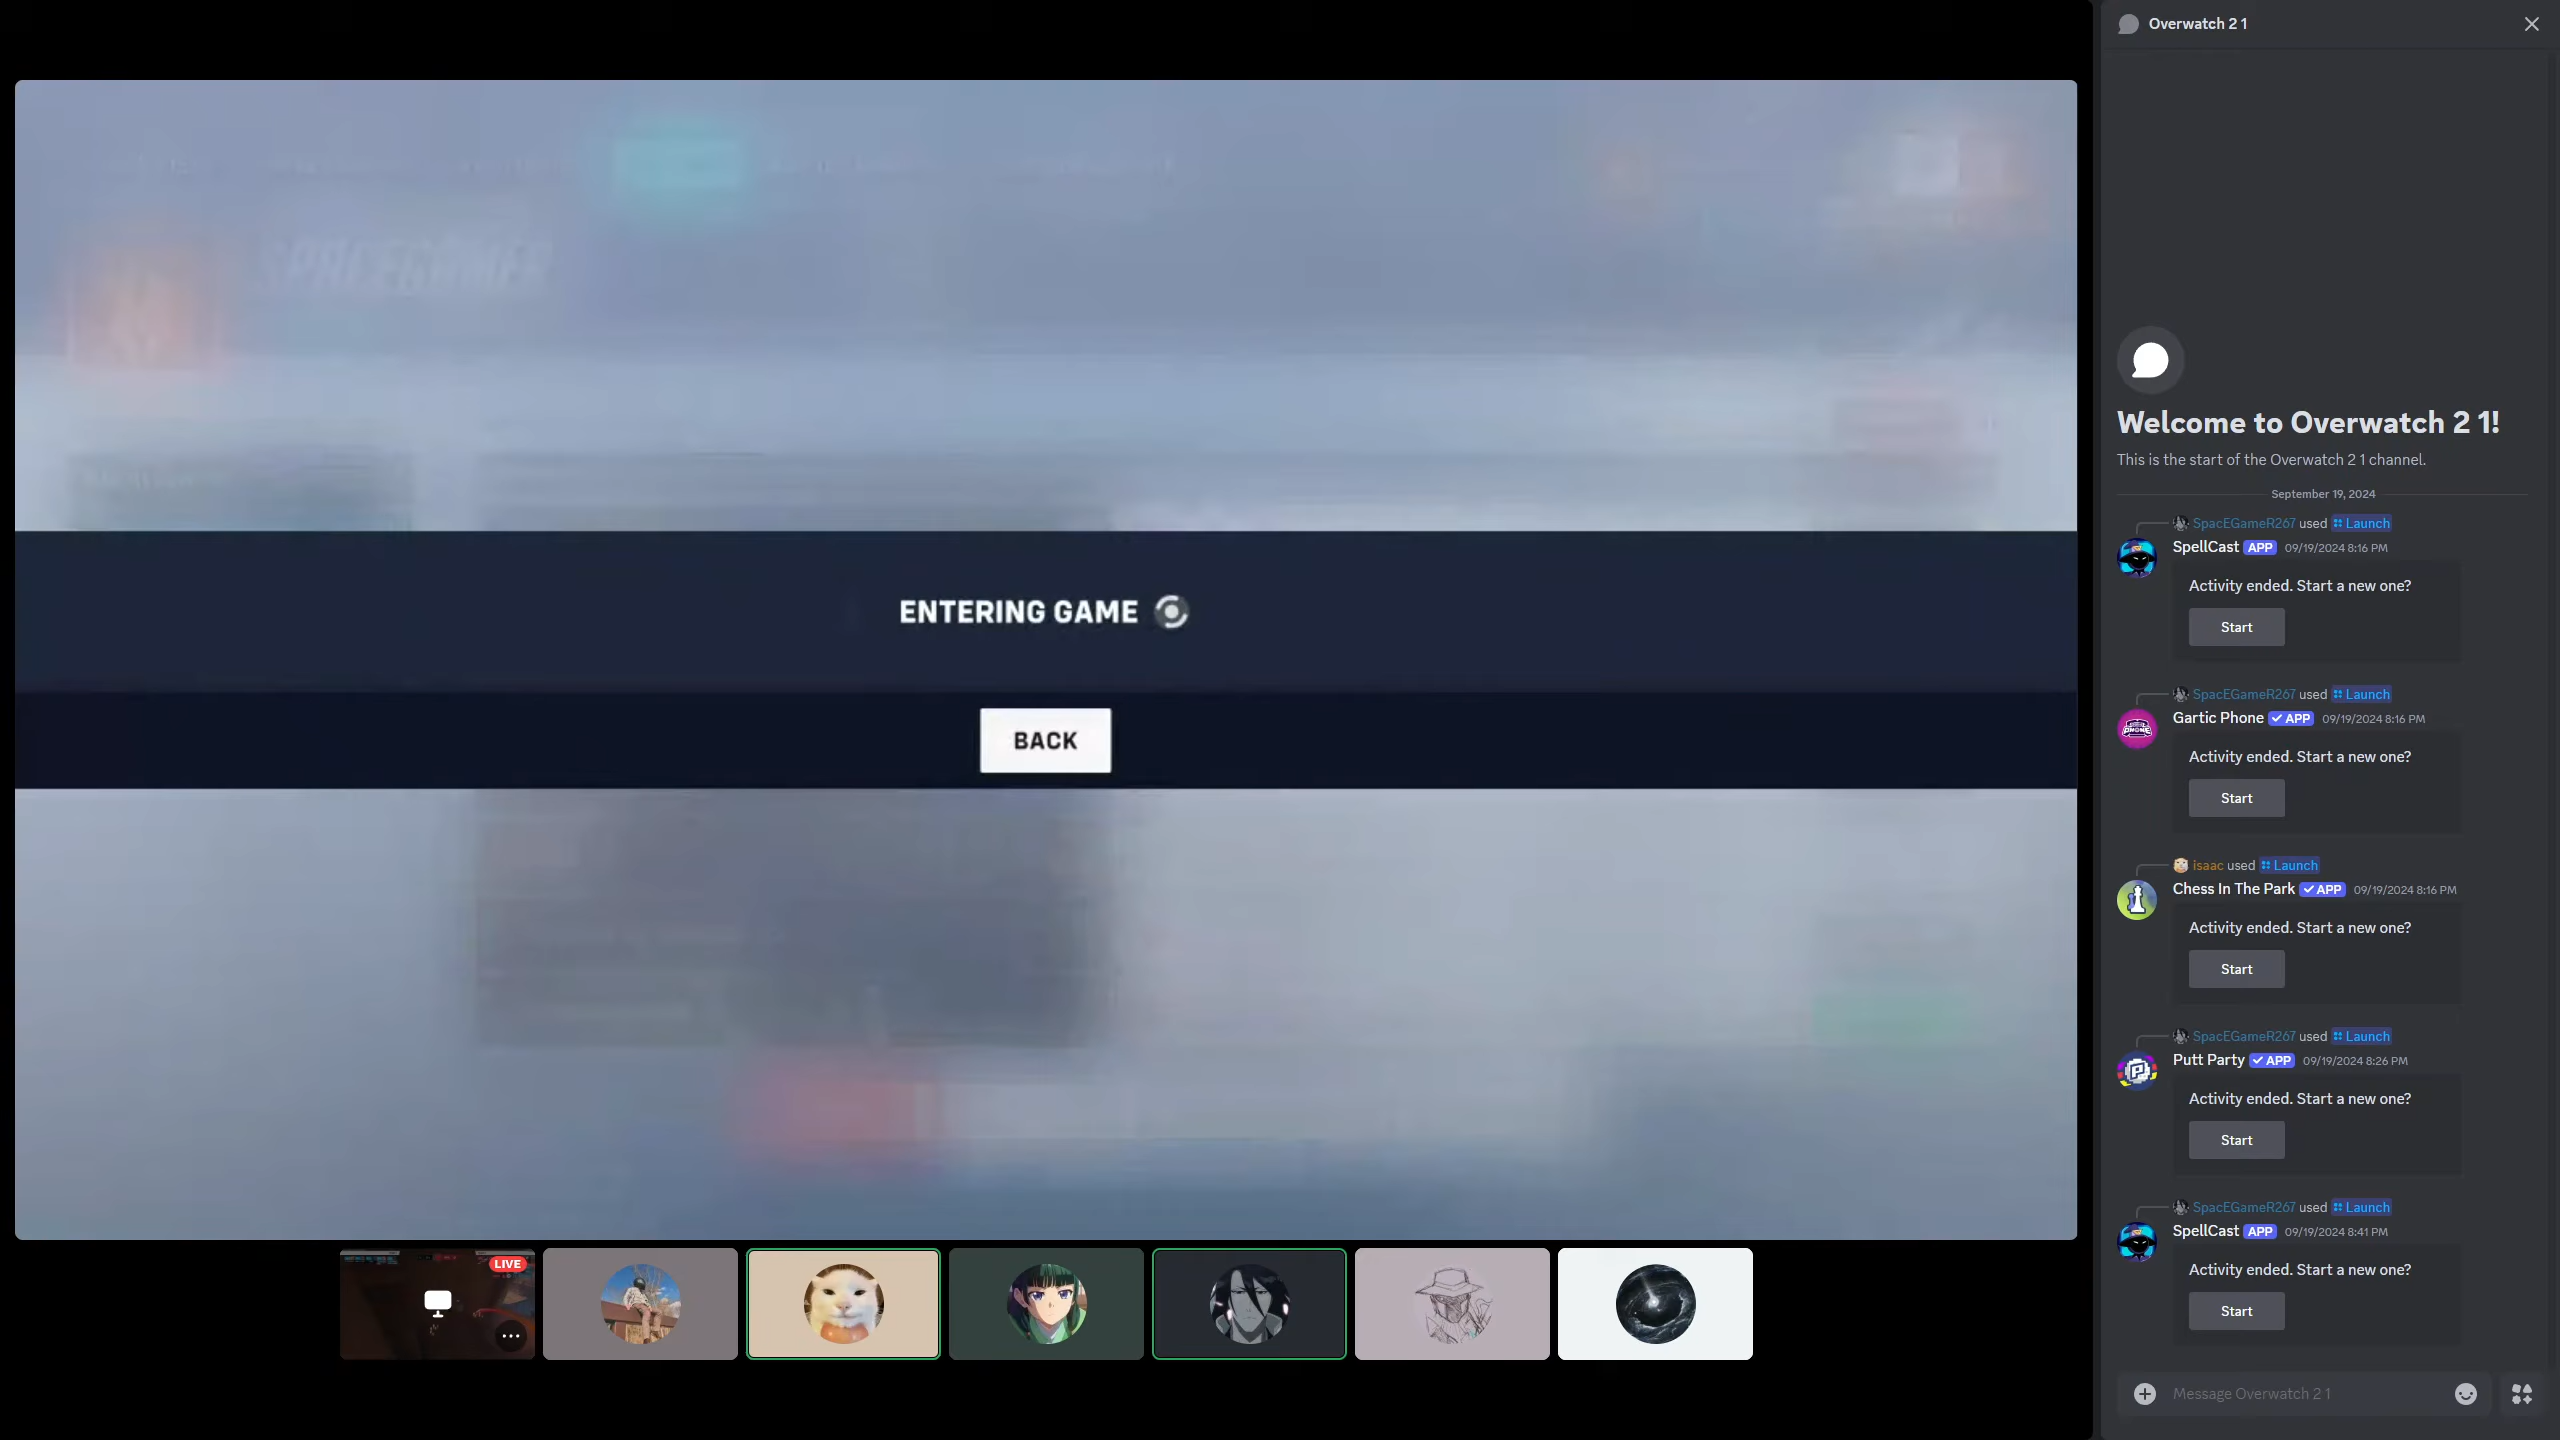 SPACEGAMER
ENTERING GAME
BACK
LIVE
Overwatch 2 1
Welcome to Overwatch 2 1!
This is the start of the Overwatch 2 1 channel.
September 19, 2024
SpacEGameR267 used Launch
SpellCast APP 09/19/2024 8:16 PM
Activity ended. Start a new one?
Start
SpacEGameR267 used Launch
Gartic Phone APP 09/19/2024 8:16 PM
Activity ended. Start a new one?
Start
isaac used Launch
Chess In The Park APP 09/19/2024 8:16 PM
Activity ended. Start a new one?
Start
SpacEGameR267 used Launch
Putt Party APP 09/19/2024 8:26 PM
Activity ended. Start a new one?
Start
SpacEGameR267 used Launch
SpellCast APP 09/19/2024 8:41 PM
Activity ended. Start a new one?
Start
Message Overwatch 2 1